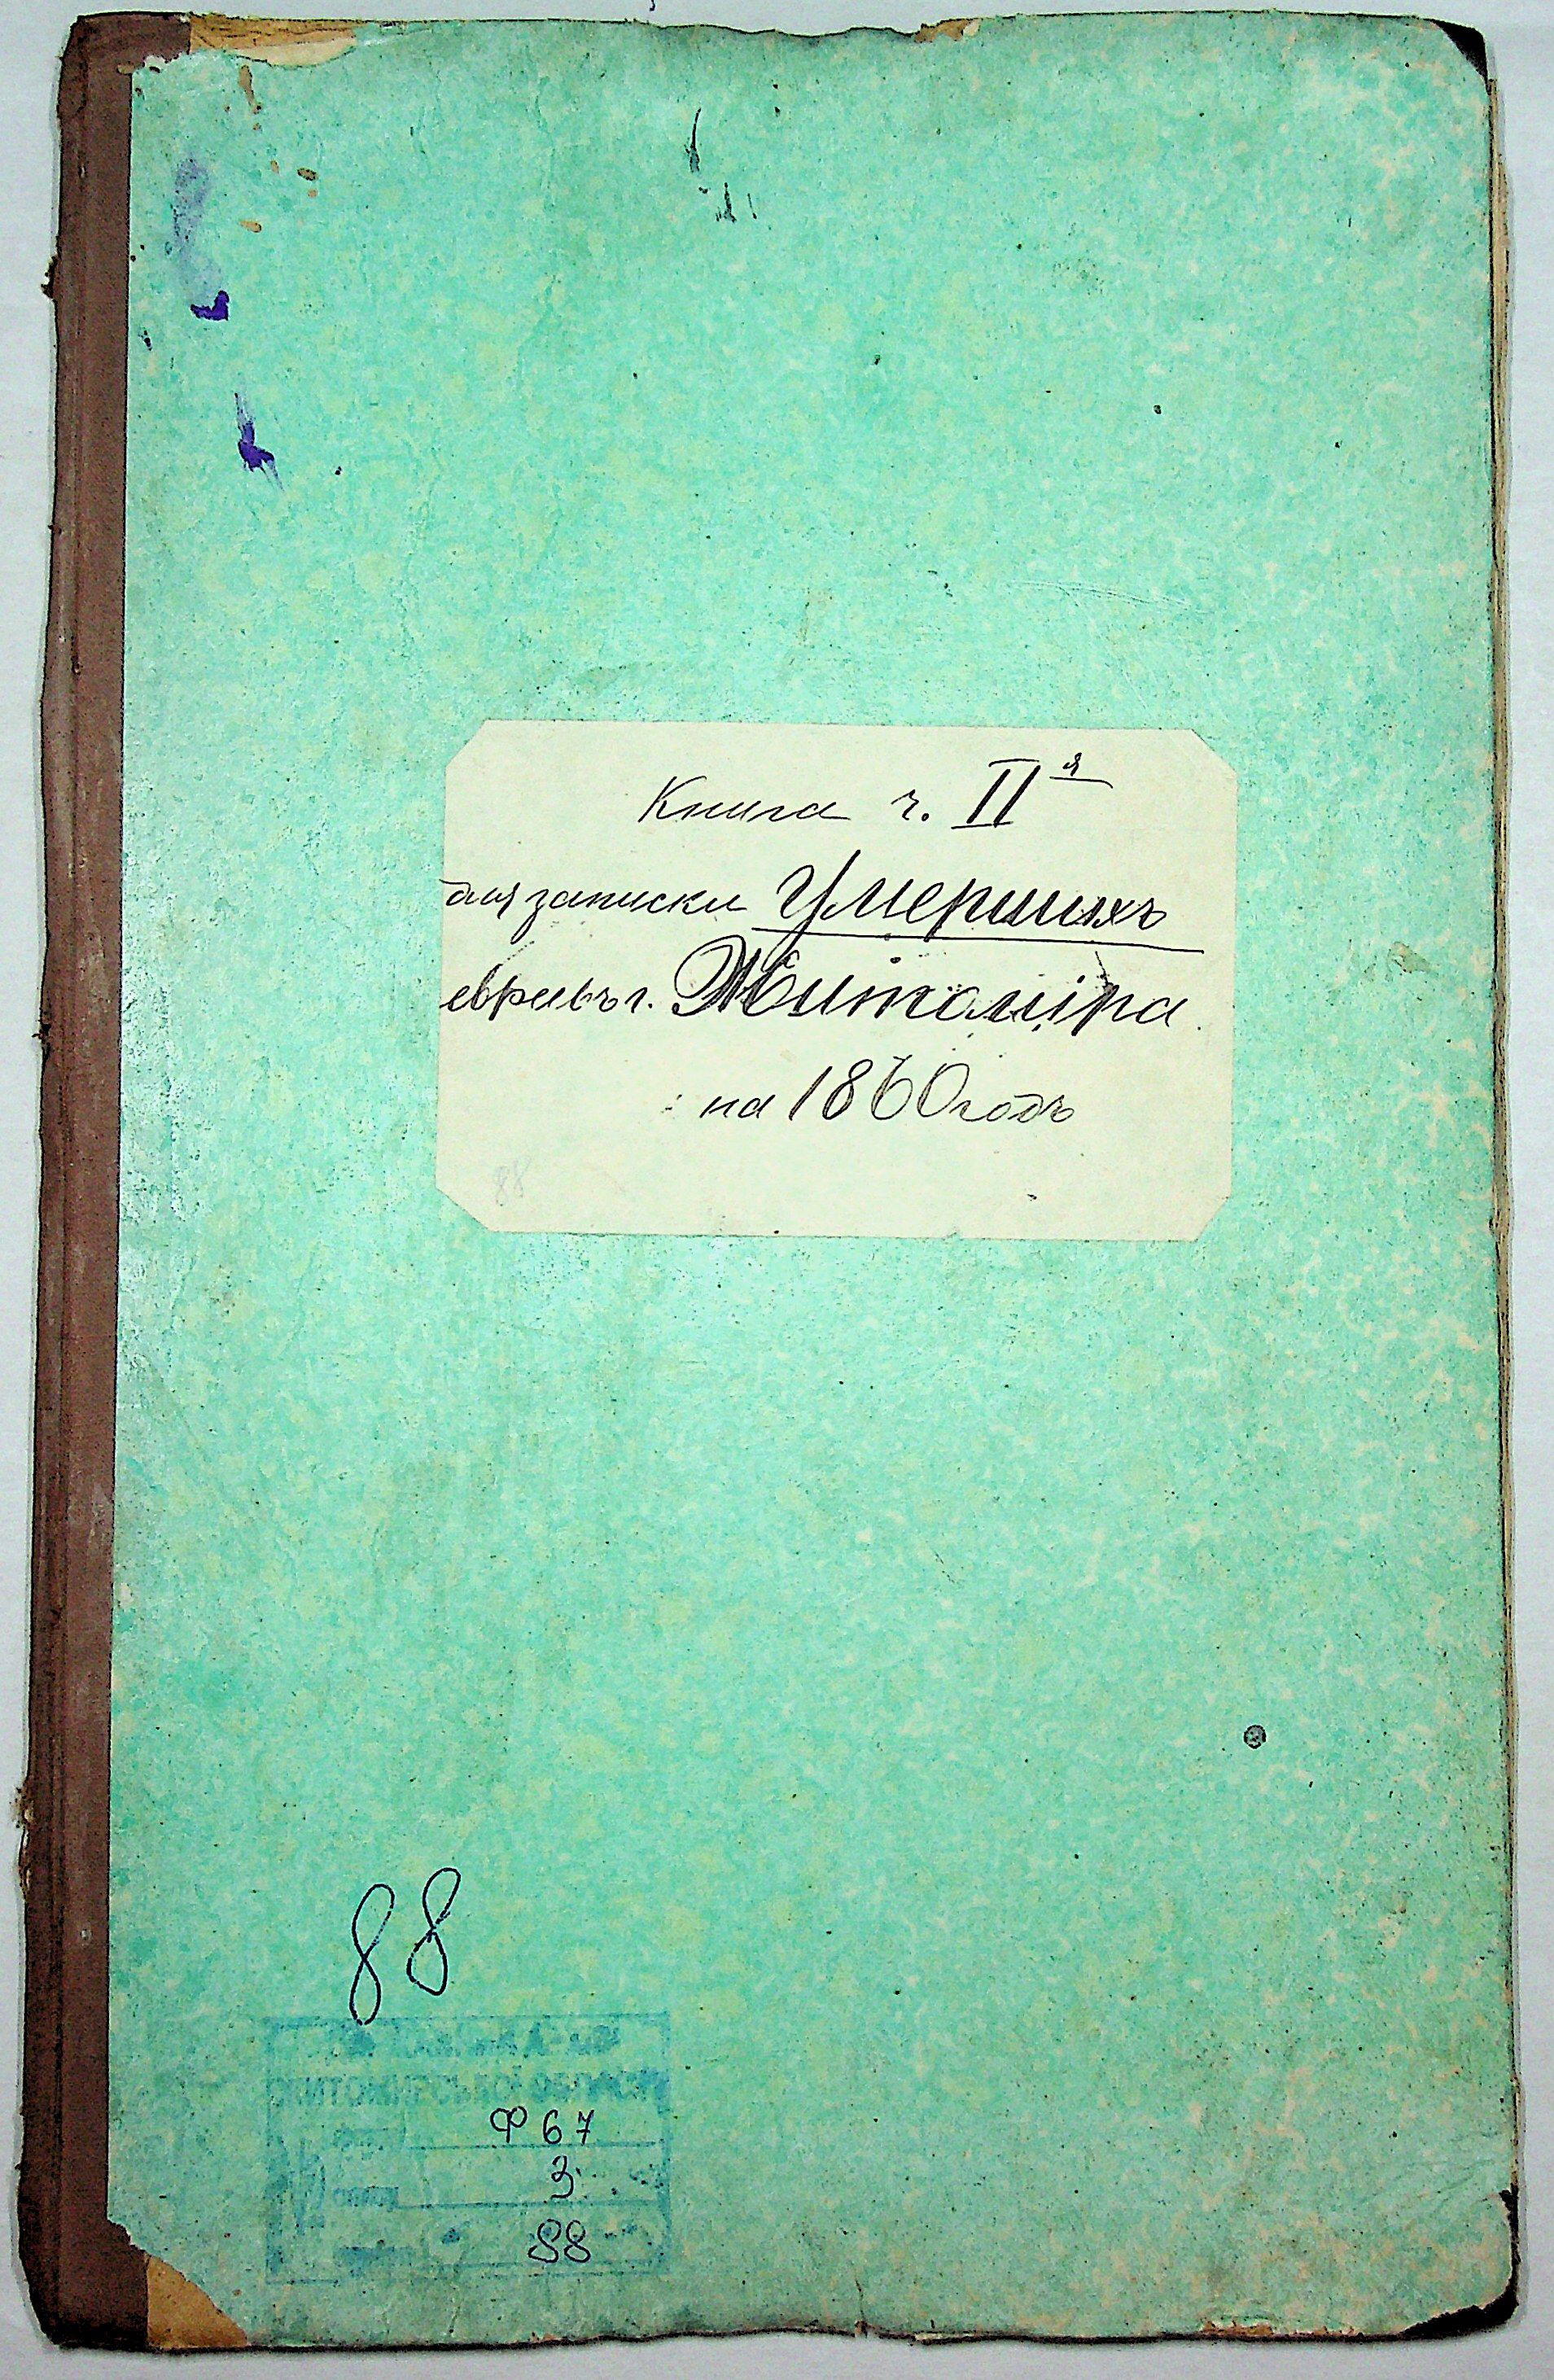 Книга ч. IIя
для записки Умершихъ
евреевъ г. Житоміра
на 1860 годъ
88
88
Ф 67
3
88